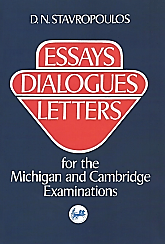 D.N. STAVROPOULOS
ESSAYS
DIALOGUES
LETTERS
for the
Michigan and Cambridge
Examinations